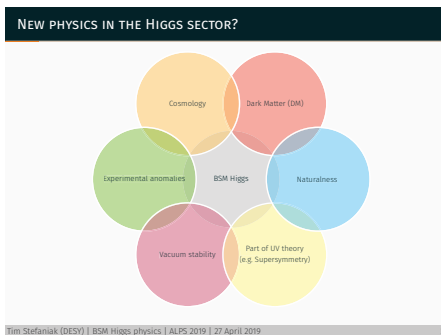 New physics in the Higgs sector?
Cosmology
Dark Matter (DM)
Experimental anomalies
BSM Higgs
Naturalness
Vacuum stability
Part of UV theory
(e.g. Supersymmetry)
Tim Stefaniak (DESY) | BSM Higgs physics | ALPS 2019 | 27 April 2019